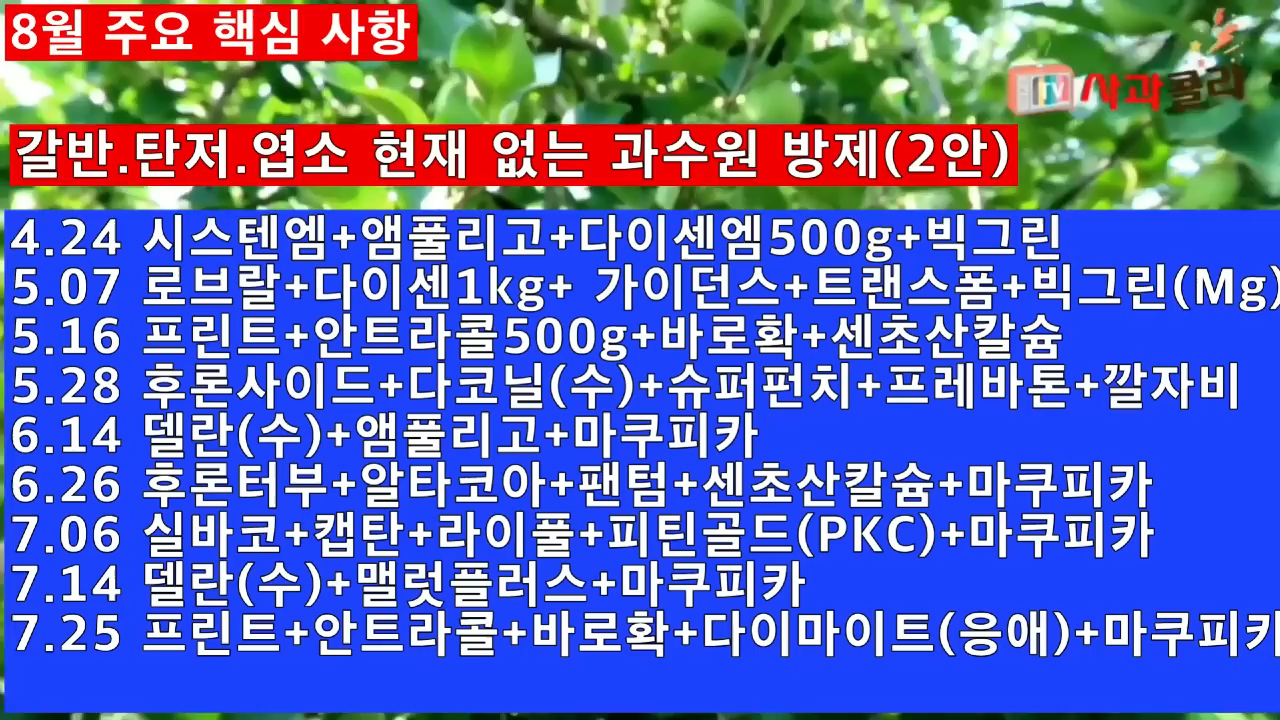 8월 주요 핵심 사항
TV 사과쿨러
갈반.탄저.엽소 현재 없는 과수원 방제(2안)
4.24 시스텐엠+앰풀리고+다이센엠500g+빅그린
5.07 로브랄+다이센1kg+ 가이던스+트랜스폼+빅그린(Mg)
5.16 프린트+안트라콜500g+바로확+센초산칼슘
5.28 후론사이드+다코닐(수)+슈퍼펀치+프레바톤+깔자비
6.14 델란(수)+앰풀리고+마쿠피카
6.26 후론터부+알타코아+팬텀+센초산칼슘+마쿠피카
7.06 실바코+캡탄+라이풀+피틴골드(PKC)+마쿠피카
7.14 델란(수)+맬럿플러스+마쿠피카
7.25 프린트+안트라콜+바로확+다이마이트(응애)+마쿠피카